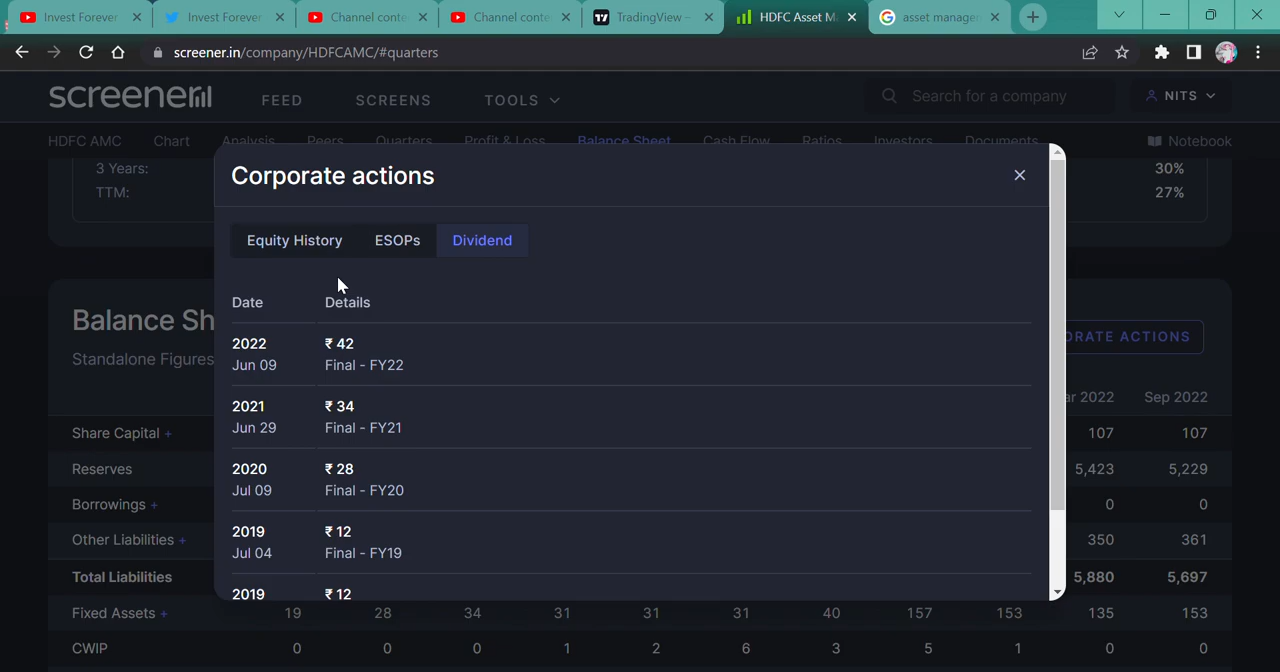 Invest Forever
Invest Forever
Channel conte
Channel conte
TradingView –
HDFC Asset M
asset manage
screener.in/company/HDFCAMC/#quarters
screener
FEED
SCREENS
TOOLS
Search for a company
NITS
HDFC AMC
Chart
Analysis
Peers
Quarters
Profit & Loss
Balance Sheet
Cash Flow
Ratios
Investors
Documents
Notebook
3 Years:
30%
TTM:
27%
Corporate actions
Equity History
ESOPs
Dividend
Date
Details
2022
₹ 42
Jun 09
Final - FY22
2021
₹ 34
Jun 29
Final - FY21
2020
₹ 28
Jul 09
Final - FY20
2019
₹ 12
Jul 04
Final - FY19
2019
₹ 12
Balance Sh
Standalone Figures
ORATE ACTIONS
ar 2022 Sep 2022
Share Capital + 107 107
Reserves 5,423 5,229
Borrowings + 0 0
Other Liabilities + 350 361
Total Liabilities 5,880 5,697
Fixed Assets + 19 28 34 31 31 31 40 157 153 135 153
CWIP 0 0 0 1 2 6 3 5 1 0 0